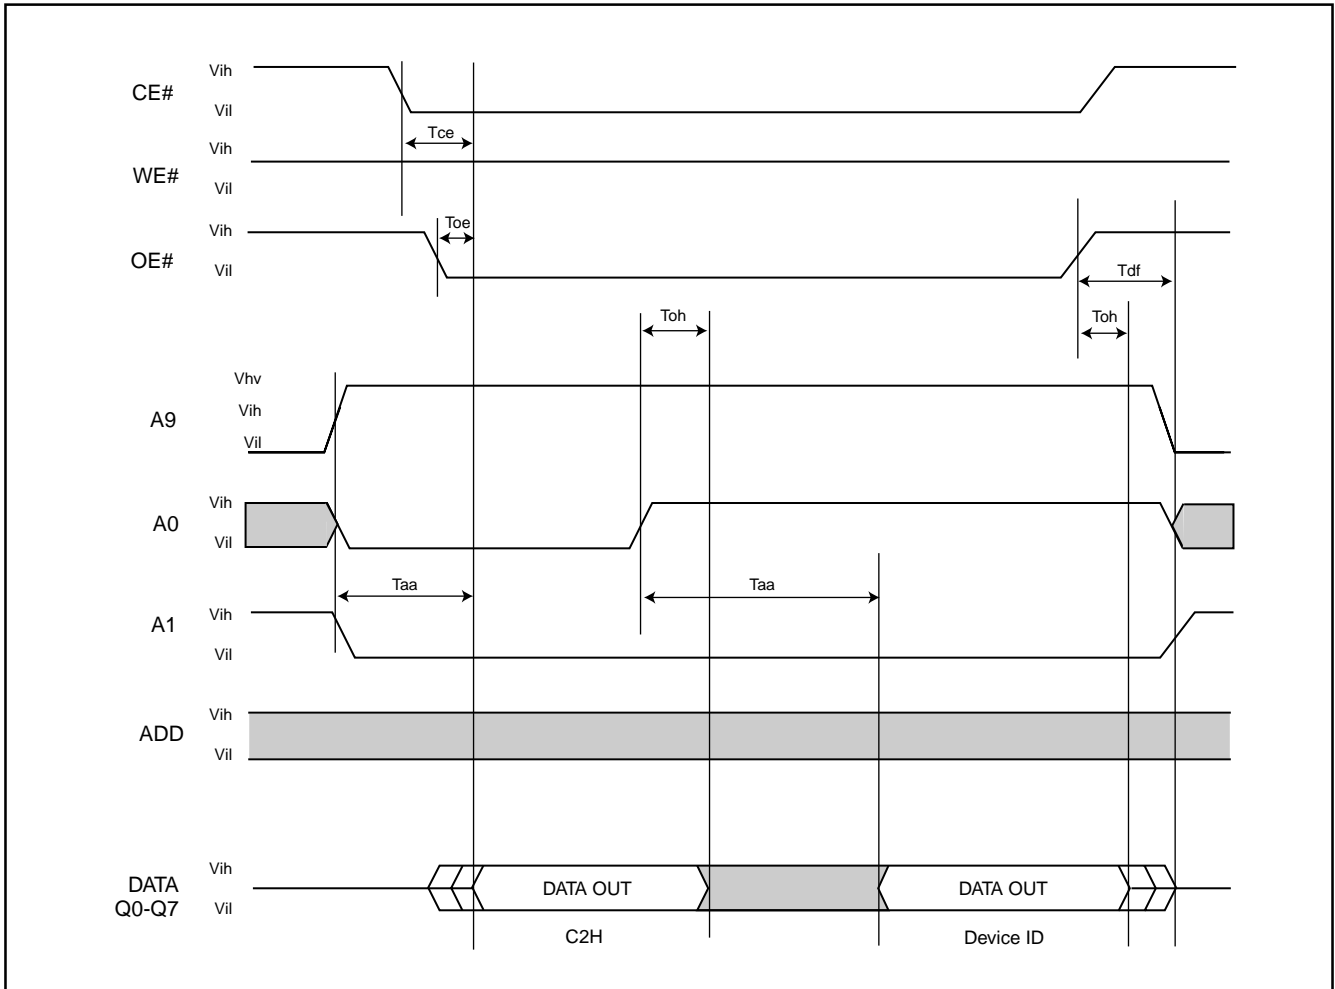 Vih
CE#
Vil
Tce
Vih
WE#
Vil
Toe
Vih
OE#
Vil
Tdf
Toh
Toh
Vhv
Vih
A9
Vil
Vih
A0
Vil
Taa
Taa
Vih
A1
Vil
Vih
ADD
Vil
Vih
DATA
Q0-Q7
Vil
DATA OUT
DATA OUT
C2H
Device ID